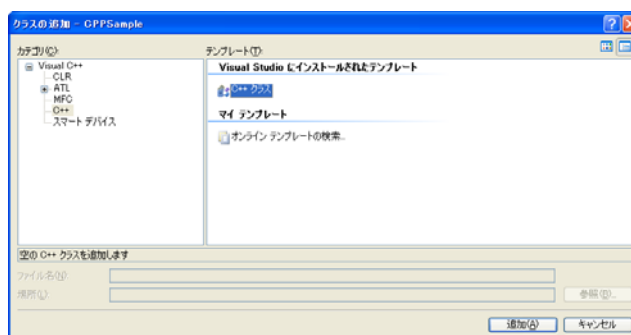 クラスの追加 - CPPSample
カテゴリ(C):
テンプレート(T):
Visual C++
CLR
ATL
MFC
C++
スマート デバイス
Visual Studio にインストールされたテンプレート
C++ クラス
マイ テンプレート
オンライン テンプレートの検索...
空の C++ クラスを追加します
ファイル名(N):
場所(L):
参照(B)...
追加(A)
キャンセル